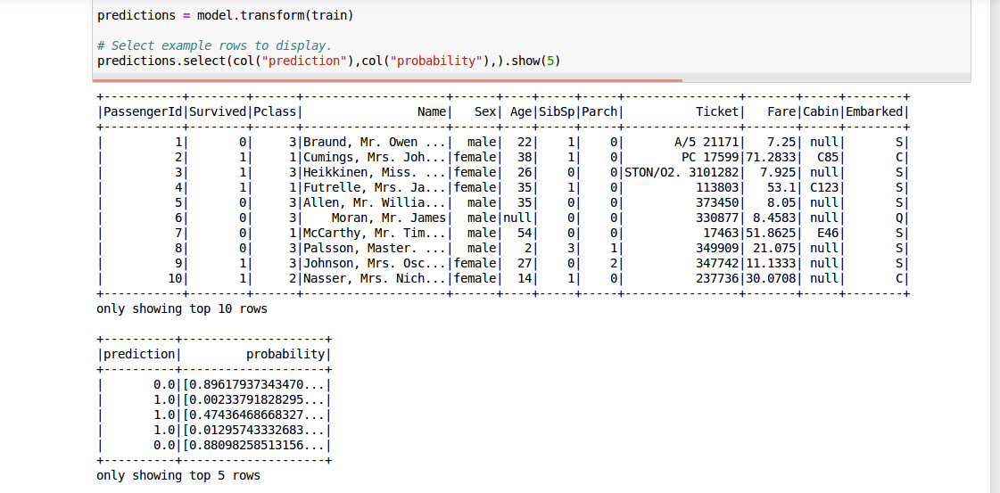 predictions = model.transform(train)
# Select example rows to display.
predictions.select(col("prediction"),col("probability"),).show(5)
+-----------+--------+------+--------------------+------+----+-----+-----+----------------+-------+-----+--------+
|PassengerId|Survived|Pclass|                Name|   Sex| Age|SibSp|Parch|          Ticket|   Fare|Cabin|Embarked|
+-----------+--------+------+--------------------+------+----+-----+-----+----------------+-------+-----+--------+
|          1|       0|     3|Braund, Mr. Owen ...|  male|  22|    1|    0|       A/5 21171|   7.25| null|       S|
|          2|       1|     1|Cumings, Mrs. Joh...|female|  38|    1|    0|        PC 17599|71.2833|  C85|       C|
|          3|       1|     3|Heikkinen, Miss. ...|female|  26|    0|    0|STON/O2. 3101282|  7.925| null|       S|
|          4|       1|     1|Futrelle, Mrs. Ja...|female|  35|    1|    0|          113803|   53.1| C123|       S|
|          5|       0|     3|Allen, Mr. Willia...|  male|  35|    0|    0|          373450|   8.05| null|       S|
|          6|       0|     3|    Moran, Mr. James|  male|null|    0|    0|          330877| 8.4583| null|       Q|
|          7|       0|     1|McCarthy, Mr. Tim...|  male|  54|    0|    0|           17463|51.8625|  E46|       S|
|          8|       0|     3|Palsson, Master. ...|  male|   2|    3|    1|          349909| 21.075| null|       S|
|          9|       1|     3|Johnson, Mrs. Osc...|female|  27|    0|    2|          347742|11.1333| null|       S|
|         10|       1|     2|Nasser, Mrs. Nich...|female|  14|    1|    0|          237736|30.0708| null|       C|
+-----------+--------+------+--------------------+------+----+-----+-----+----------------+-------+-----+--------+
only showing top 10 rows
+----------+--------------------+
|prediction|         probability|
+----------+--------------------+
|       0.0|[0.89617937343470...|
|       1.0|[0.00233791828295...|
|       1.0|[0.47436468668327...|
|       1.0|[0.01295743332683...|
|       0.0|[0.88098258513156...|
+----------+--------------------+
only showing top 5 rows